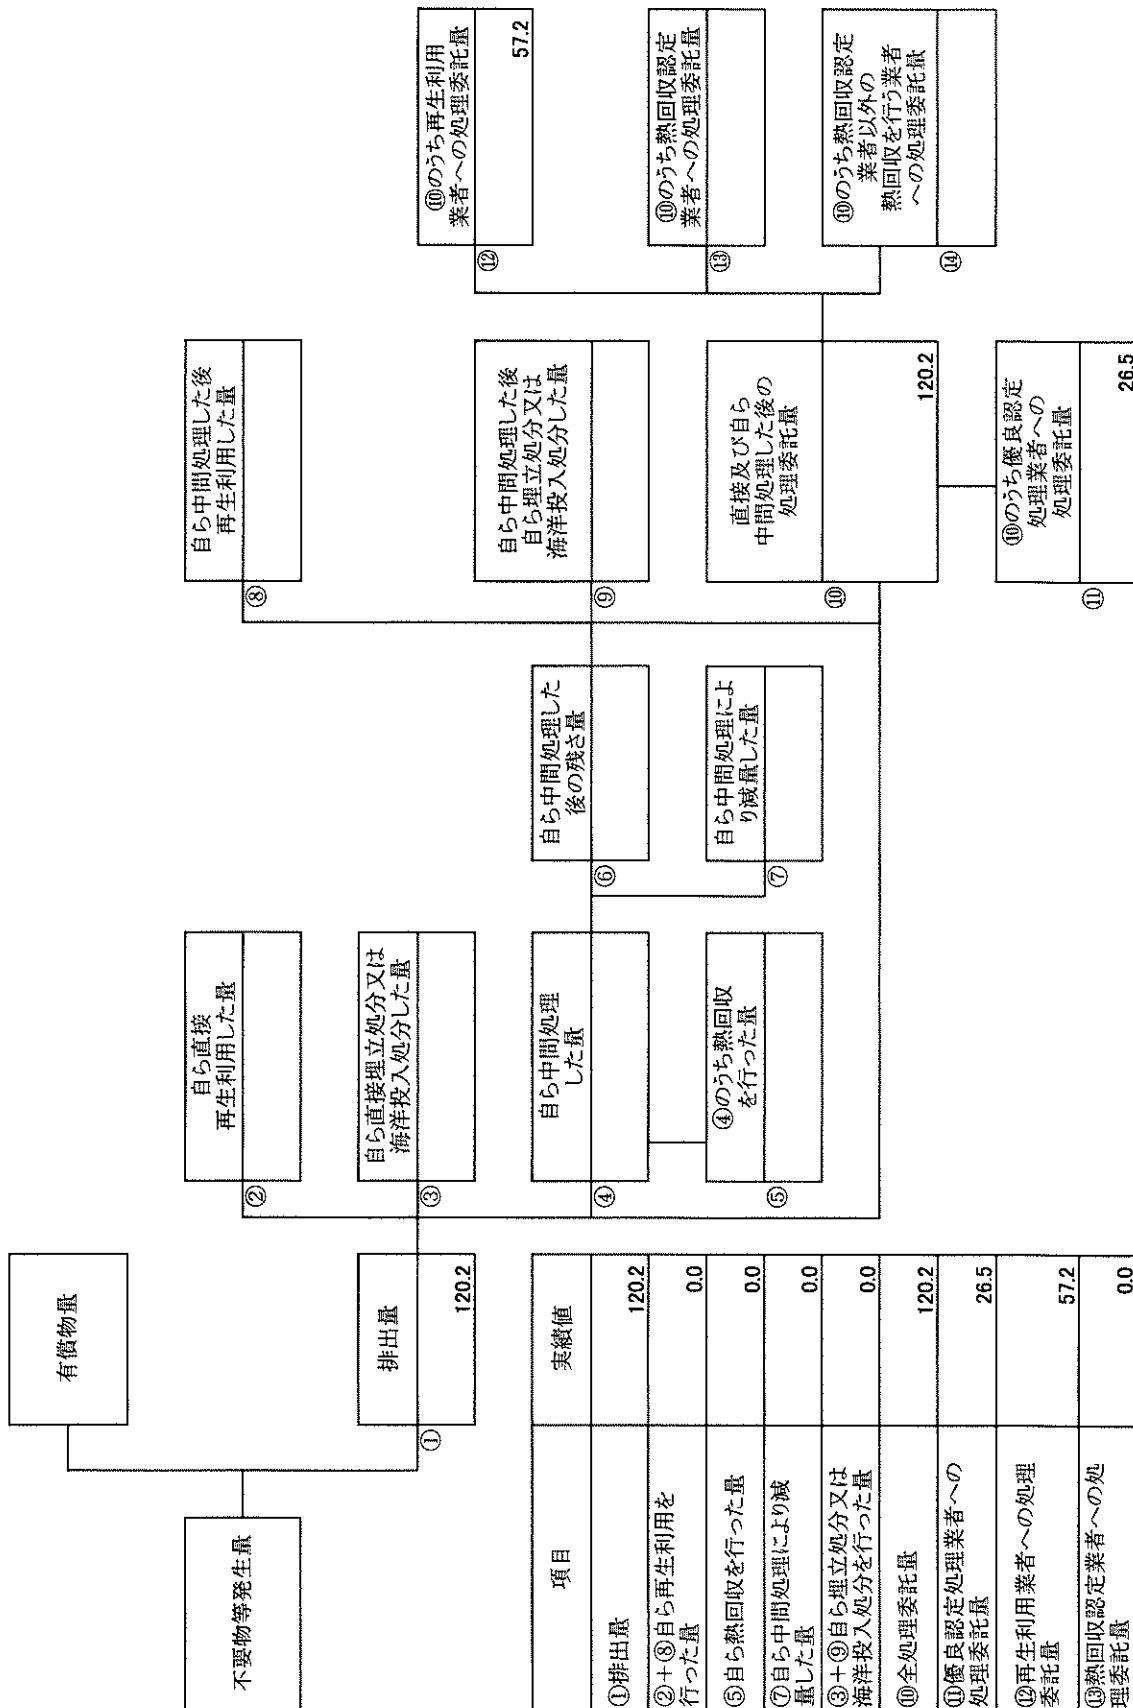 不要物等発生量
有償物量
①
排出量
120.2
②
自ら直接
再生利用した量
③
自ら直接埋立処分又は
海洋投入処分した量
④
自ら中間処理
した量
⑤
④のうち熱回収
を行った量
⑥
自ら中間処理した
後の残さ量
⑦
自ら中間処理によ
り減量した量
⑧
自ら中間処理した後
再生利用した量
⑨
自ら中間処理した後
自ら埋立処分又は
海洋投入処分した量
⑩
直接及び自ら
中間処理した後の
処理委託量
120.2
⑪
⑩のうち優良認定
処理業者への
処理委託量
26.5
⑫
⑩のうち再生利用
業者への処理委託量
57.2
⑬
⑩のうち熱回収認定
業者への処理委託量
⑭
⑩のうち熱回収認定
業者以外の
熱回収を行う業者
への処理委託量
項目 実績値
①排出量 120.2
②+⑧自ら再生利用を
行った量 0.0
⑤自ら熱回収を行った量 0.0
⑦自ら中間処理により減
量した量 0.0
③+⑨自ら埋立処分又は
海洋投入処分を行った量 0.0
⑩全処理委託量 120.2
⑪優良認定処理業者への
処理委託量 26.5
⑫再生利用業者への処理
委託量 57.2
⑬熱回収認定業者への処
理委託量 0.0